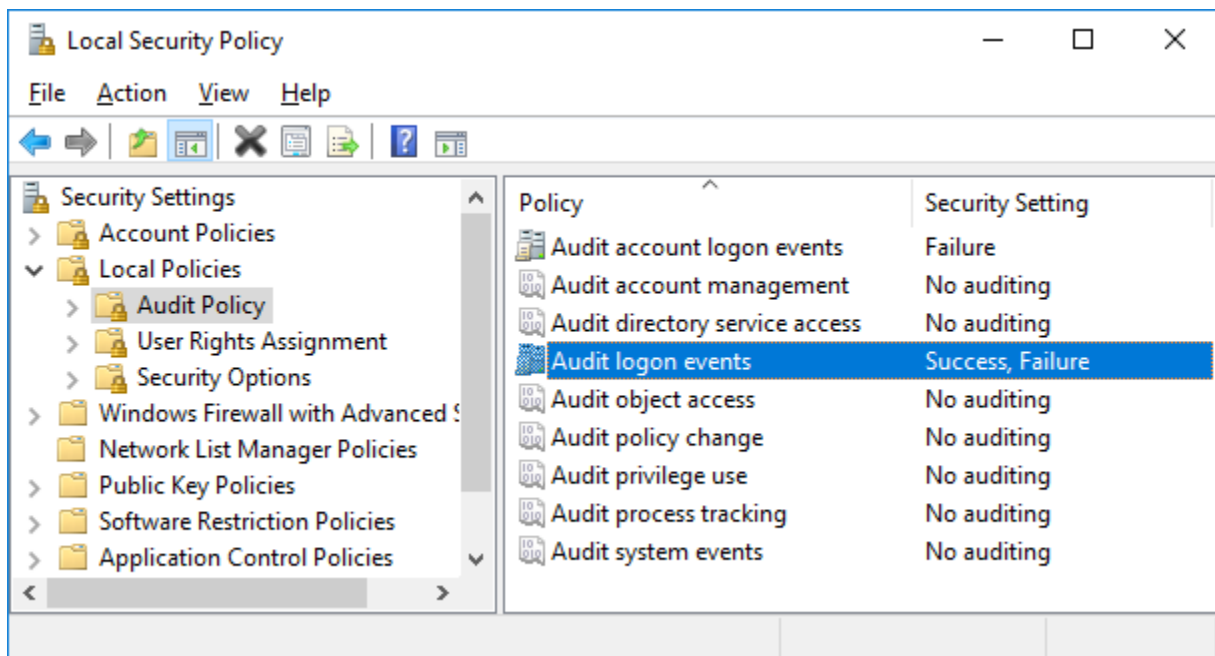 Local Security Policy
File Action View Help
Security Settings
Account Policies
Local Policies
Audit Policy
User Rights Assignment
Security Options
Windows Firewall with Advanced S
Network List Manager Policies
Public Key Policies
Software Restriction Policies
Application Control Policies
Policy Security Setting
Audit account logon events Failure
Audit account management No auditing
Audit directory service access No auditing
Audit logon events Success, Failure
Audit object access No auditing
Audit policy change No auditing
Audit privilege use No auditing
Audit process tracking No auditing
Audit system events No auditing